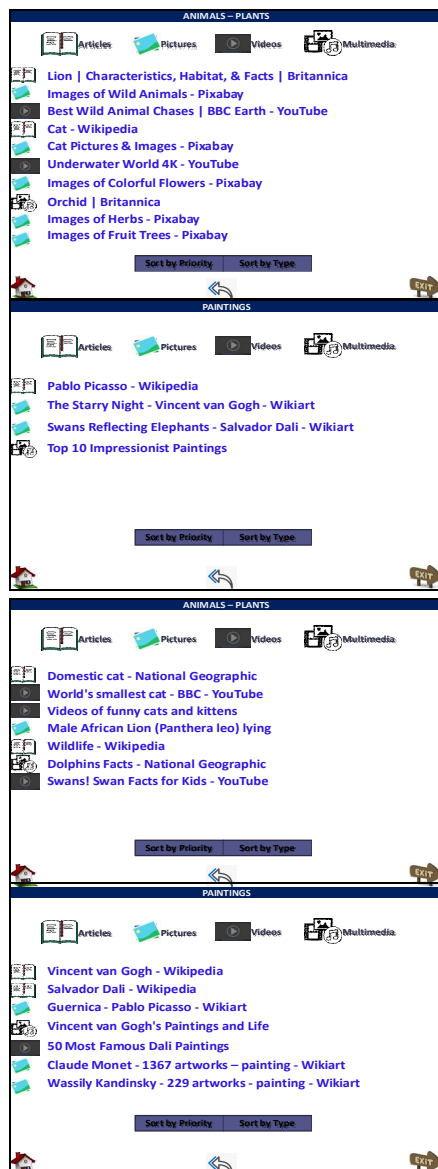 ANIMALS – PLANTS
Articles Pictures Videos Multimedia
Lion | Characteristics, Habitat, & Facts | Britannica
Images of Wild Animals - Pixabay
Best Wild Animal Chases | BBC Earth - YouTube
Cat - Wikipedia
Cat Pictures & Images - Pixabay
Underwater World 4K - YouTube
Images of Colorful Flowers - Pixabay
Orchid | Britannica
Images of Herbs - Pixabay
Images of Fruit Trees - Pixabay
Sort by Priority Sort by Type
EXIT
PAINTINGS
Articles Pictures Videos Multimedia
Pablo Picasso - Wikipedia
The Starry Night - Vincent van Gogh - Wikiart
Swans Reflecting Elephants - Salvador Dali - Wikiart
Top 10 Impressionist Paintings
Sort by Priority Sort by Type
EXIT
ANIMALS – PLANTS
Articles Pictures Videos Multimedia
Domestic cat - National Geographic
World's smallest cat - BBC - YouTube
Videos of funny cats and kittens
Male African Lion (Panthera leo) lying
Wildlife - Wikipedia
Dolphins Facts - National Geographic
Swans! Swan Facts for Kids - YouTube
Sort by Priority Sort by Type
EXIT
PAINTINGS
Articles Pictures Videos Multimedia
Vincent van Gogh - Wikipedia
Salvador Dali - Wikipedia
Guernica - Pablo Picasso - Wikiart
Vincent van Gogh's Paintings and Life
50 Most Famous Dali Paintings
Claude Monet - 1367 artworks – painting - Wikiart
Wassily Kandinsky - 229 artworks - painting - Wikiart
Sort by Priority Sort by Type
EXIT